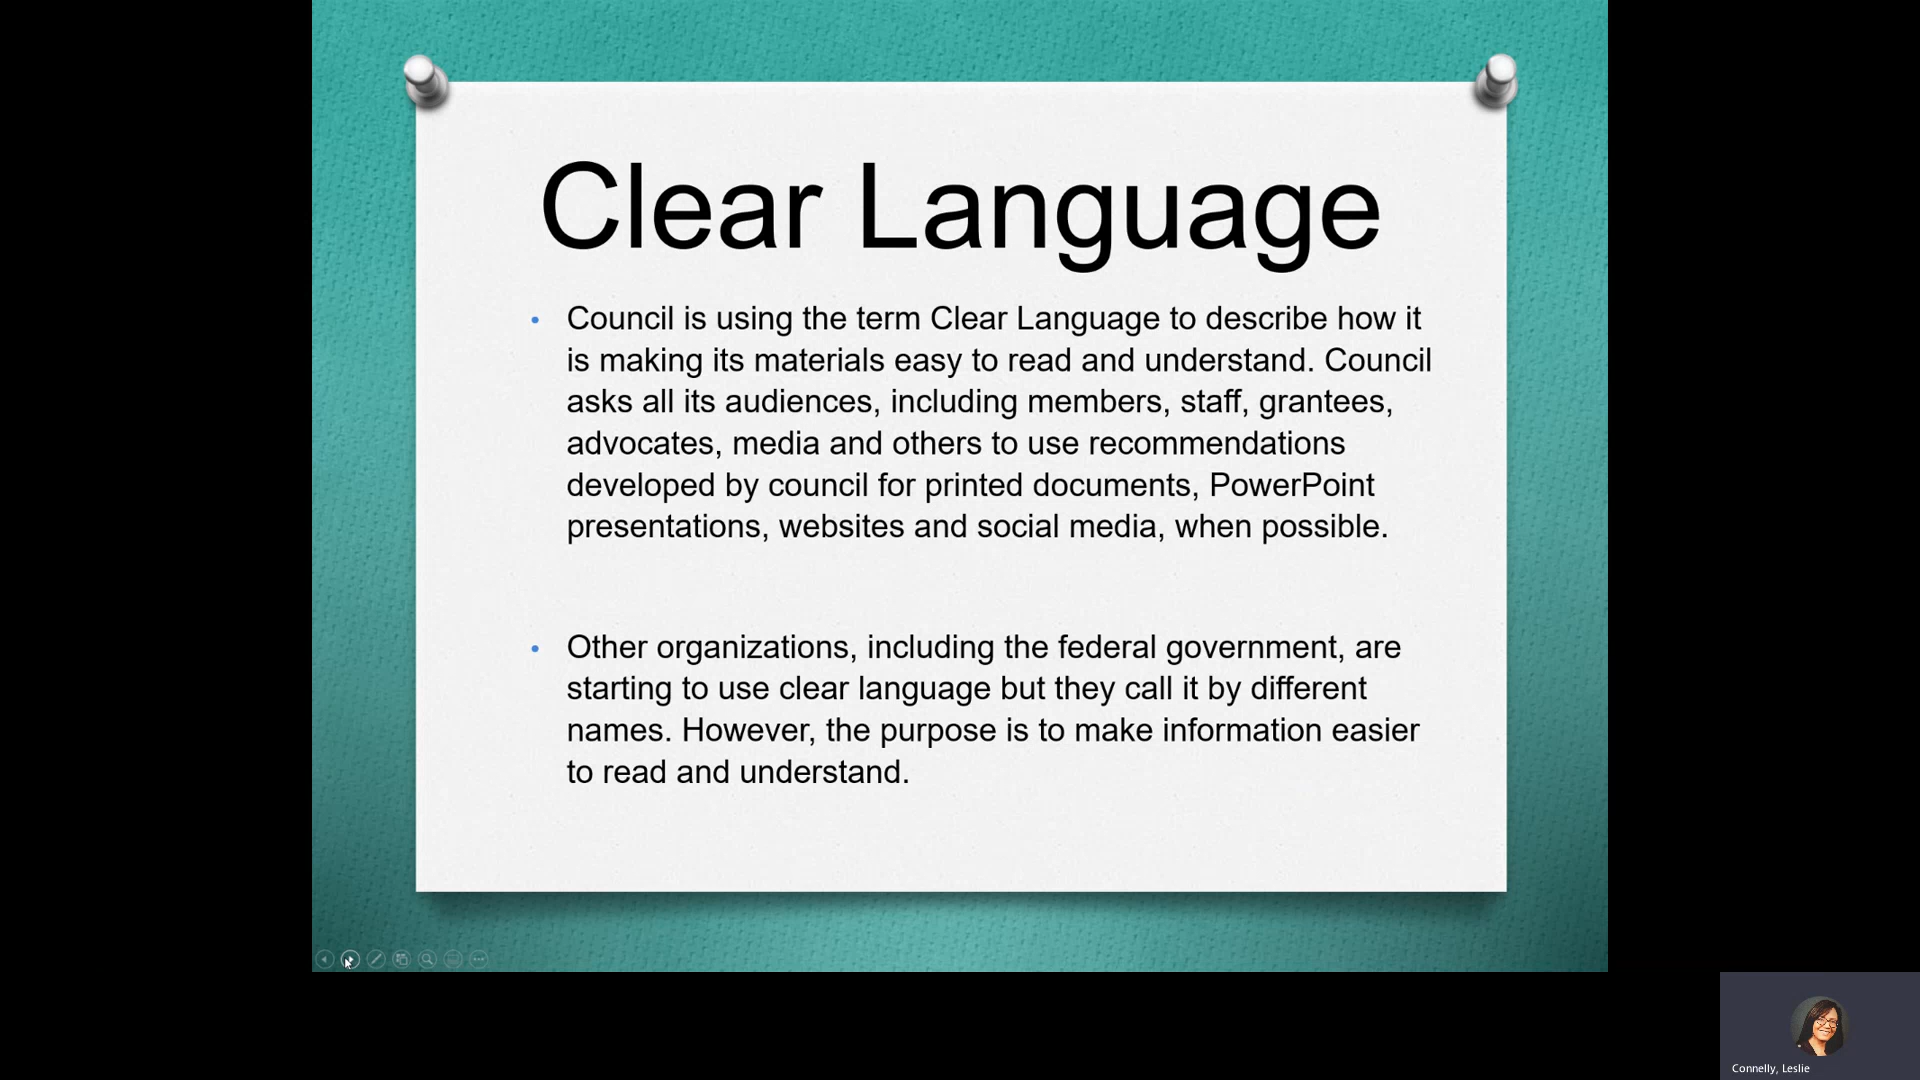 Clear Language
• Council is using the term Clear Language to describe how it
is making its materials easy to read and understand. Council
asks all its audiences, including members, staff, grantees,
advocates, media and others to use recommendations
developed by council for printed documents, PowerPoint
presentations, websites and social media, when possible.
• Other organizations, including the federal government, are
starting to use clear language but they call it by different
names. However, the purpose is to make information easier
to read and understand.
Connelly, Leslie